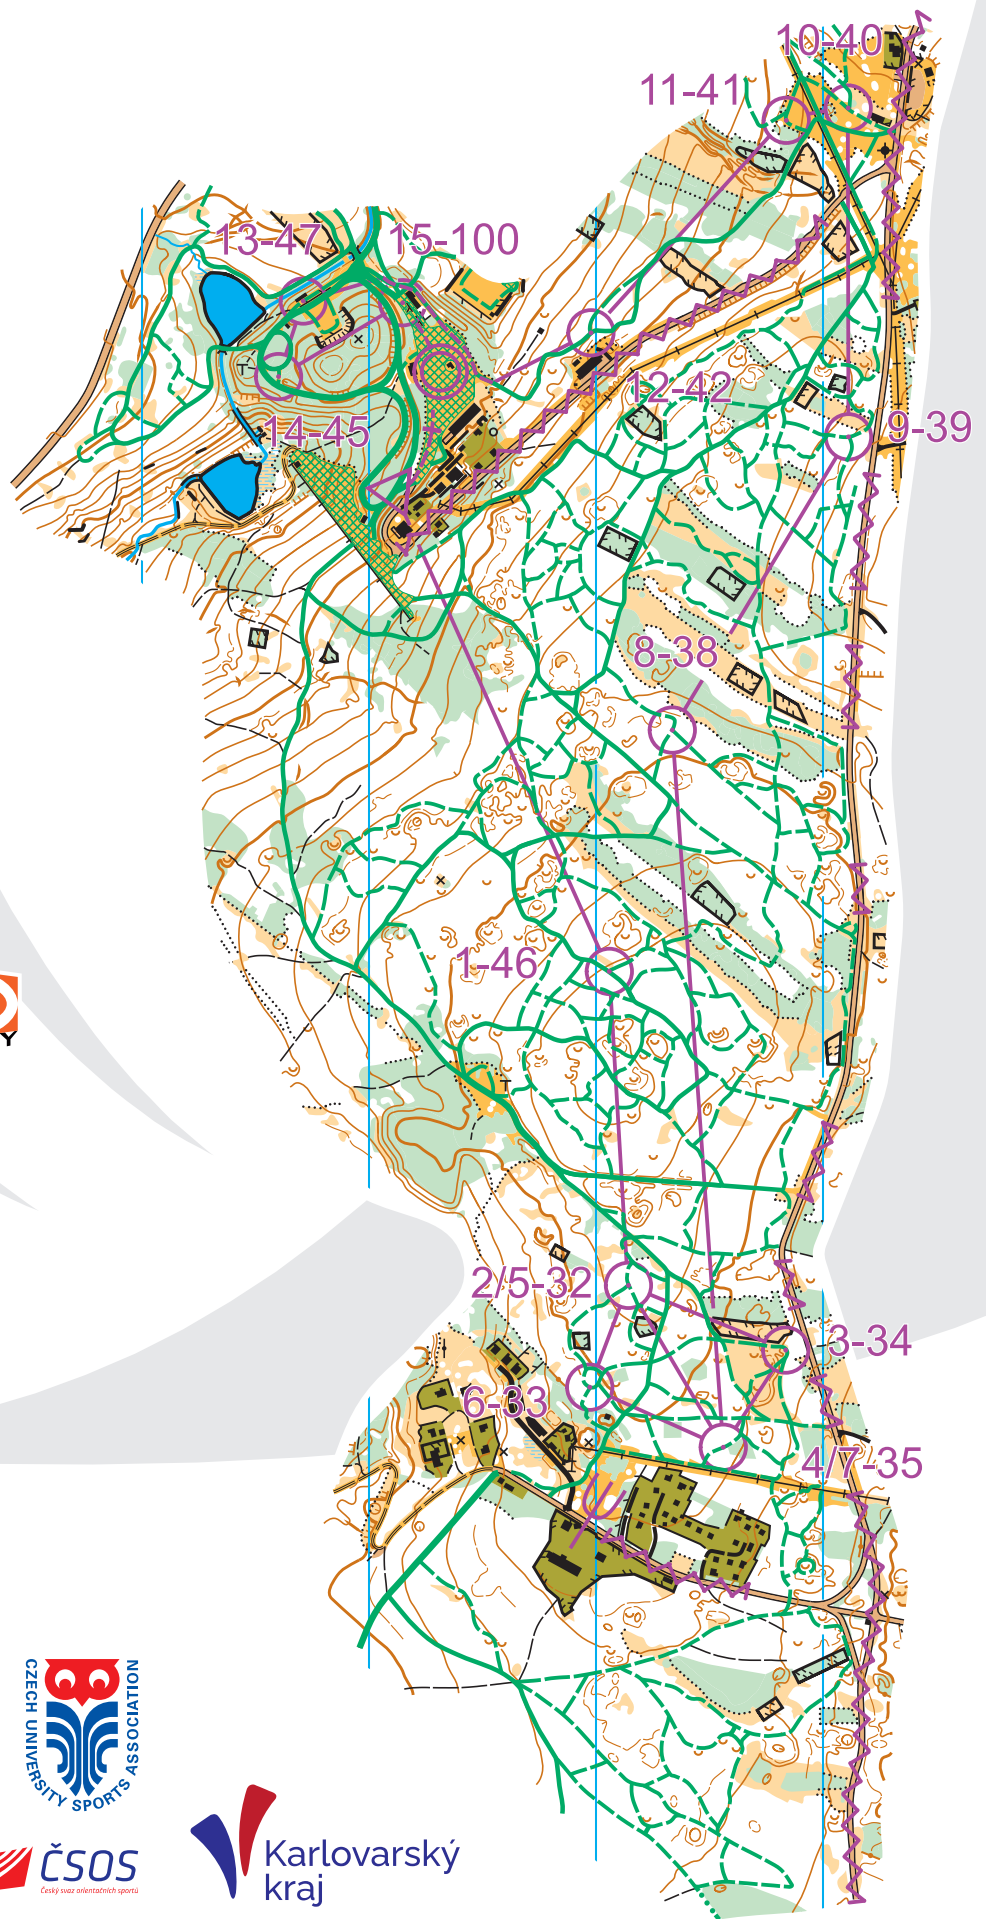 10-40
11-41
13-47
15-100
12-42
9-39
14-45
8-38
1-46
2/5-32
3-34
6-33
4/7-35
Y
CZECH UNIVERSITY SPORTS ASSOCIATION
ČSOS
Český svaz orientačních sportů
Karlovarský
kraj